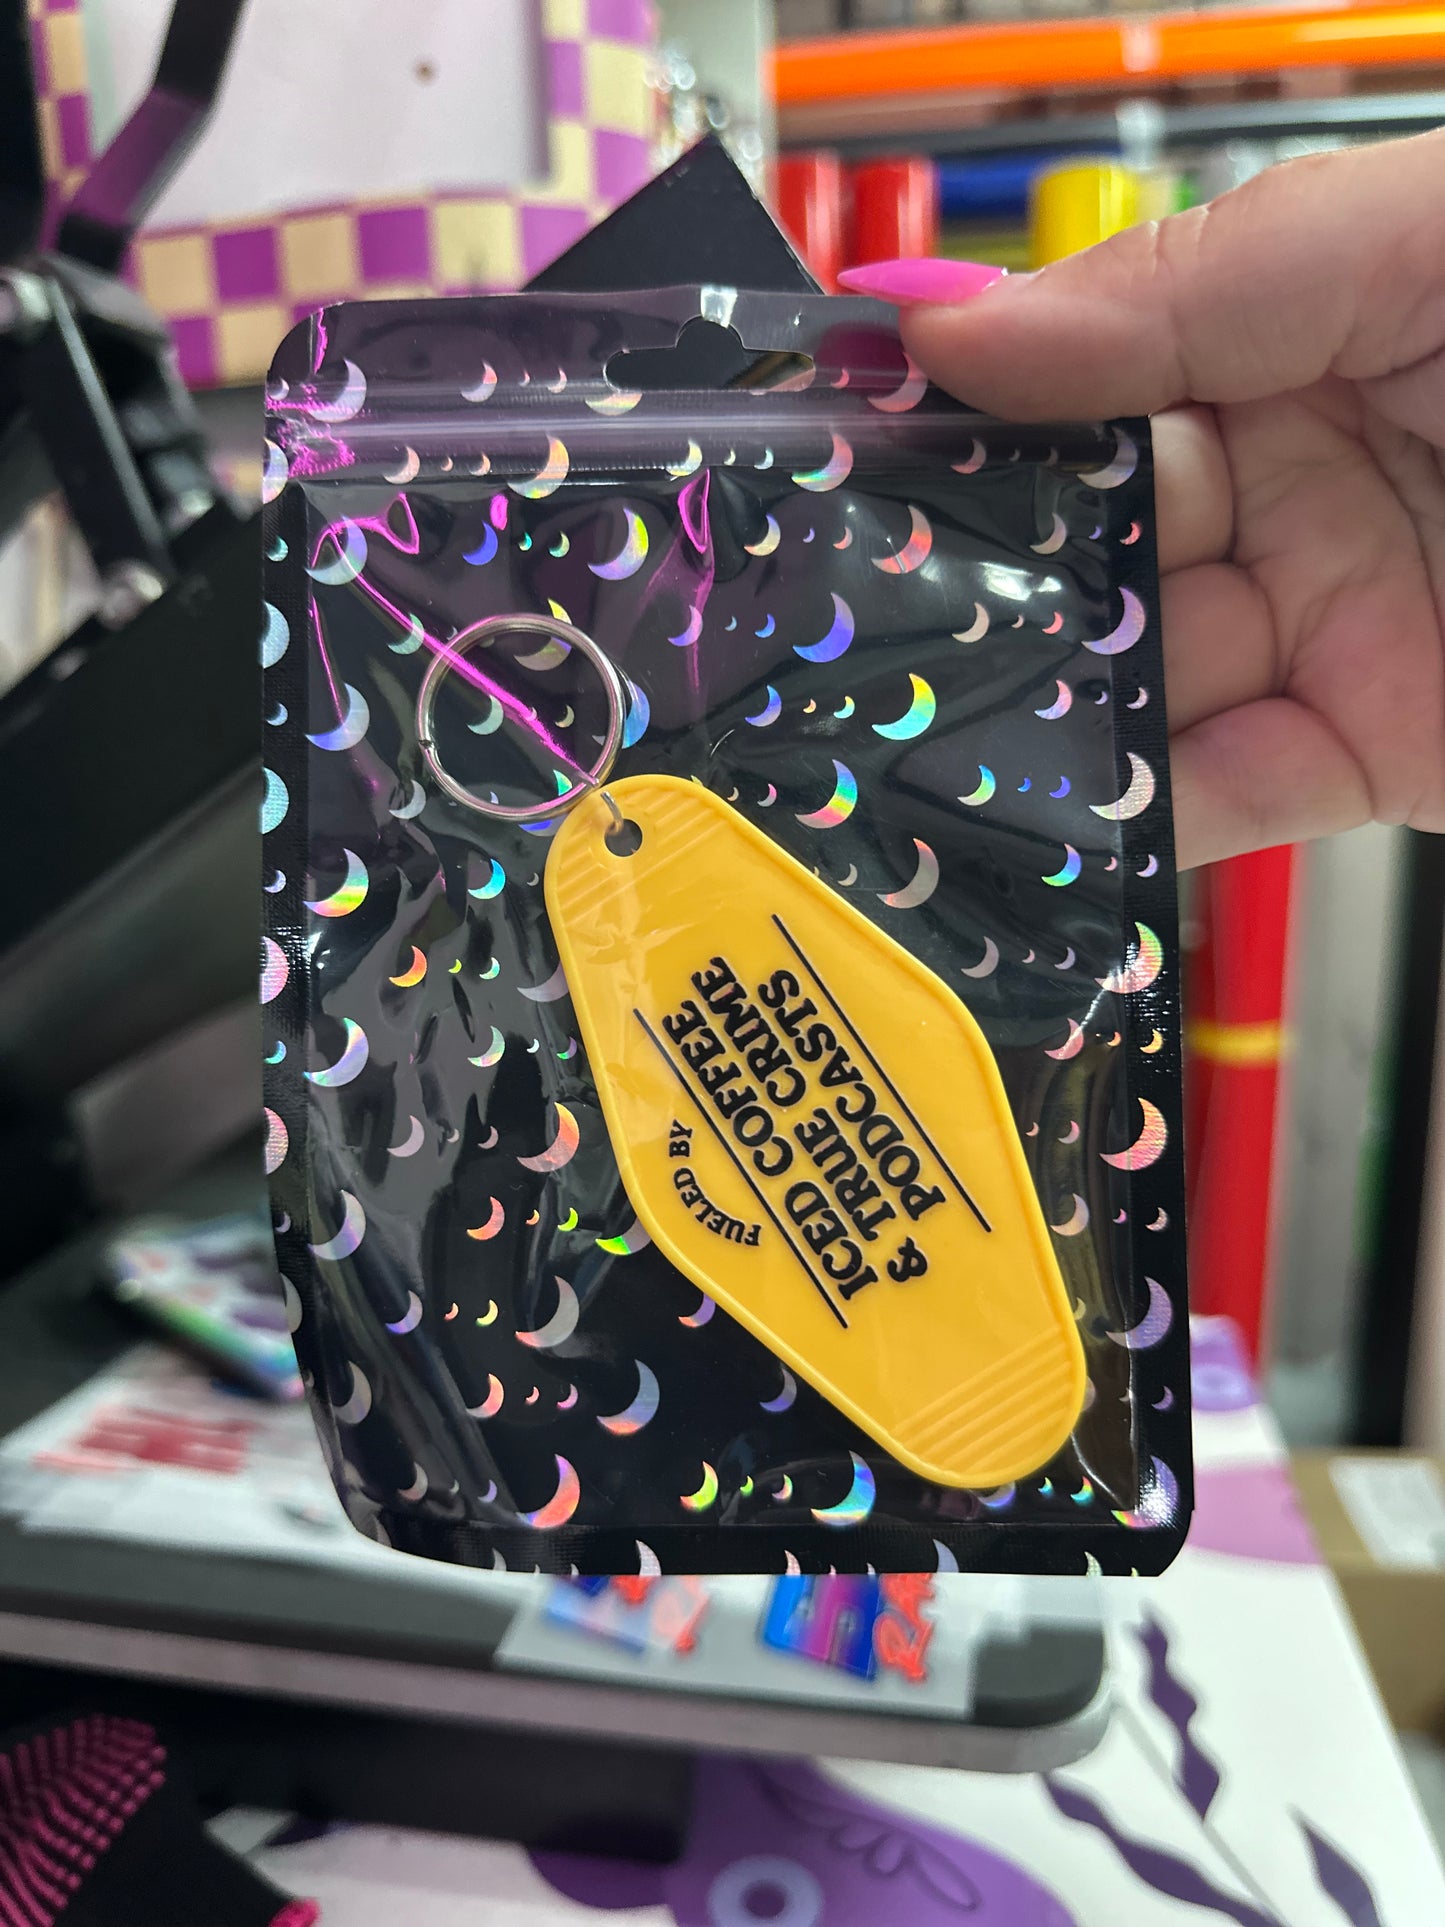 FUELED BY
ICED COFFEE
& TRUE CRIME
PODCASTS